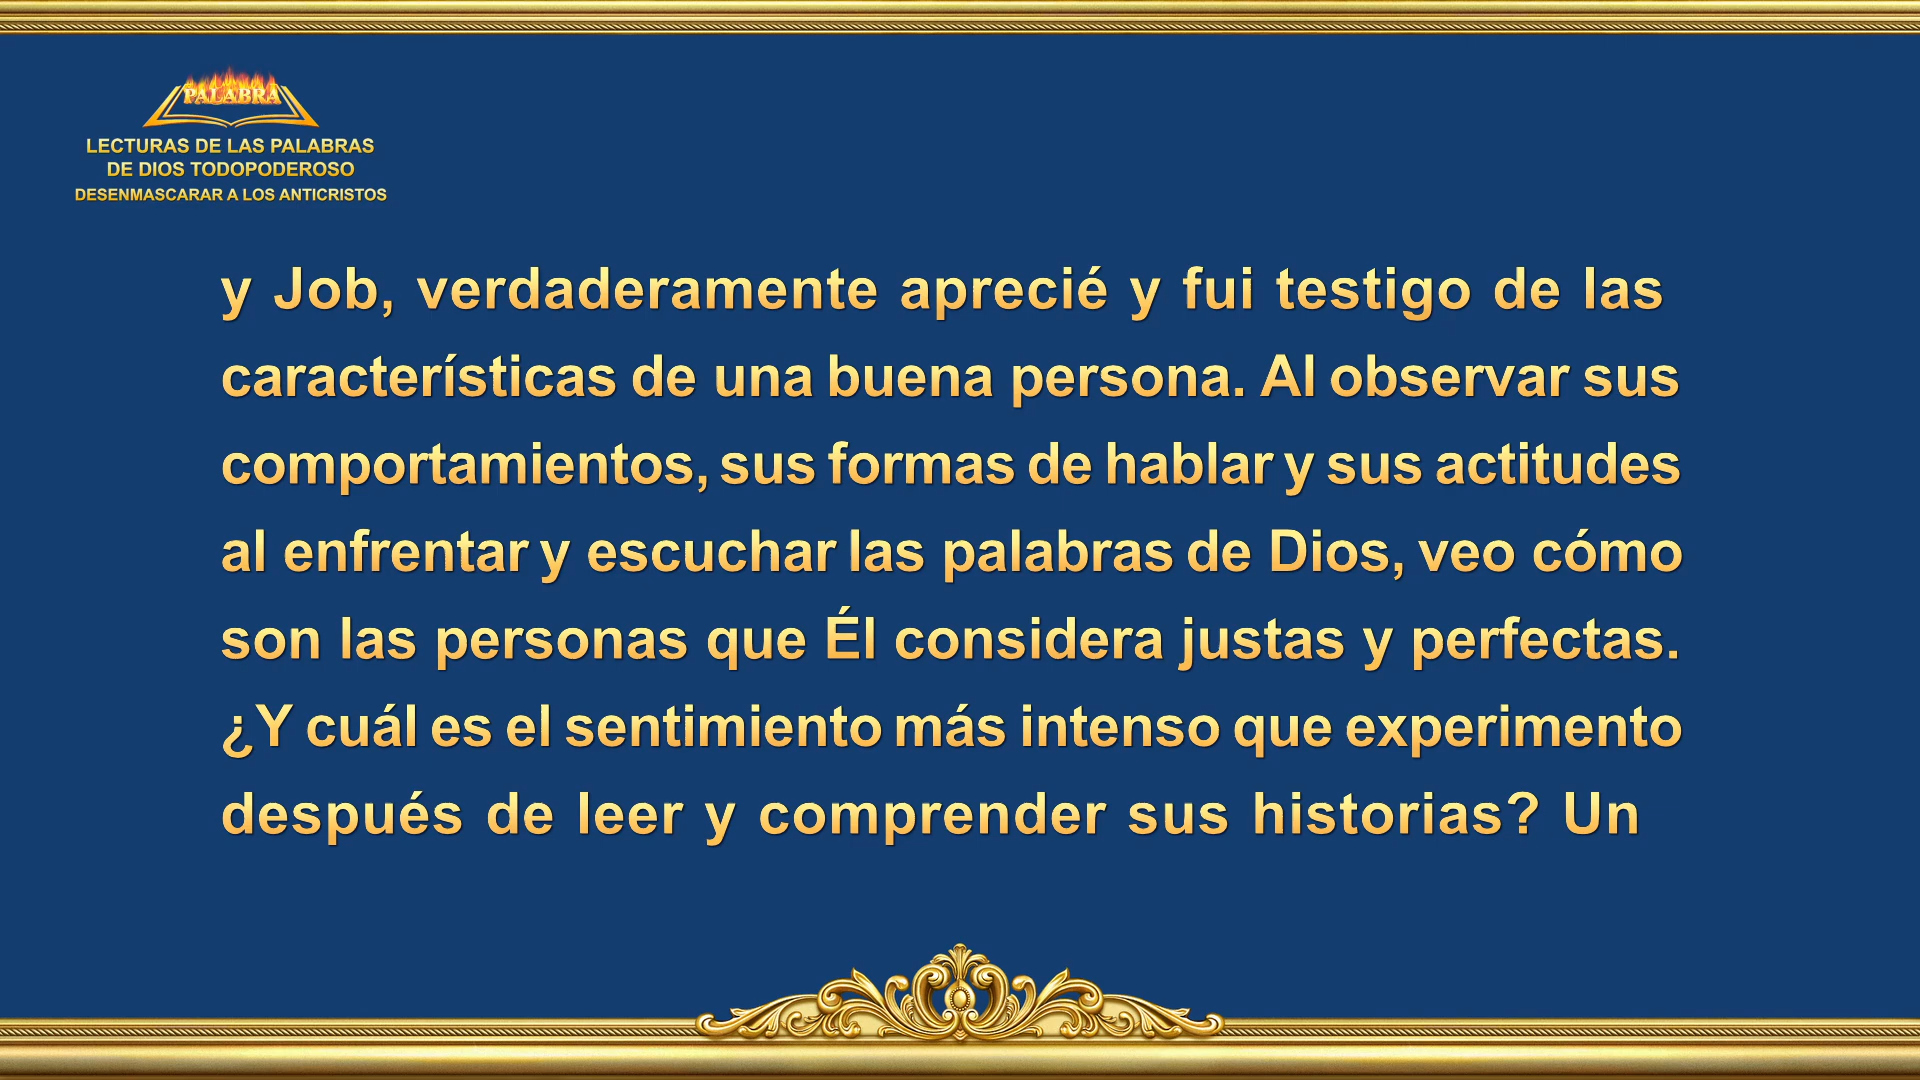 PALABRA
LECTURAS DE LAS PALABRAS
DE DIOS TODOPODEROSO
DESENMASCARAR A LOS ANTICRISTOS
y Job, verdaderamente aprecié y fui testigo de las
características de una buena persona. Al observar sus
comportamientos, sus formas de hablar y sus actitudes
al enfrentar y escuchar las palabras de Dios, veo cómo
son las personas que Él considera justas y perfectas.
¿Y cuál es el sentimiento más intenso que experimento
después de leer y comprender sus historias? Un